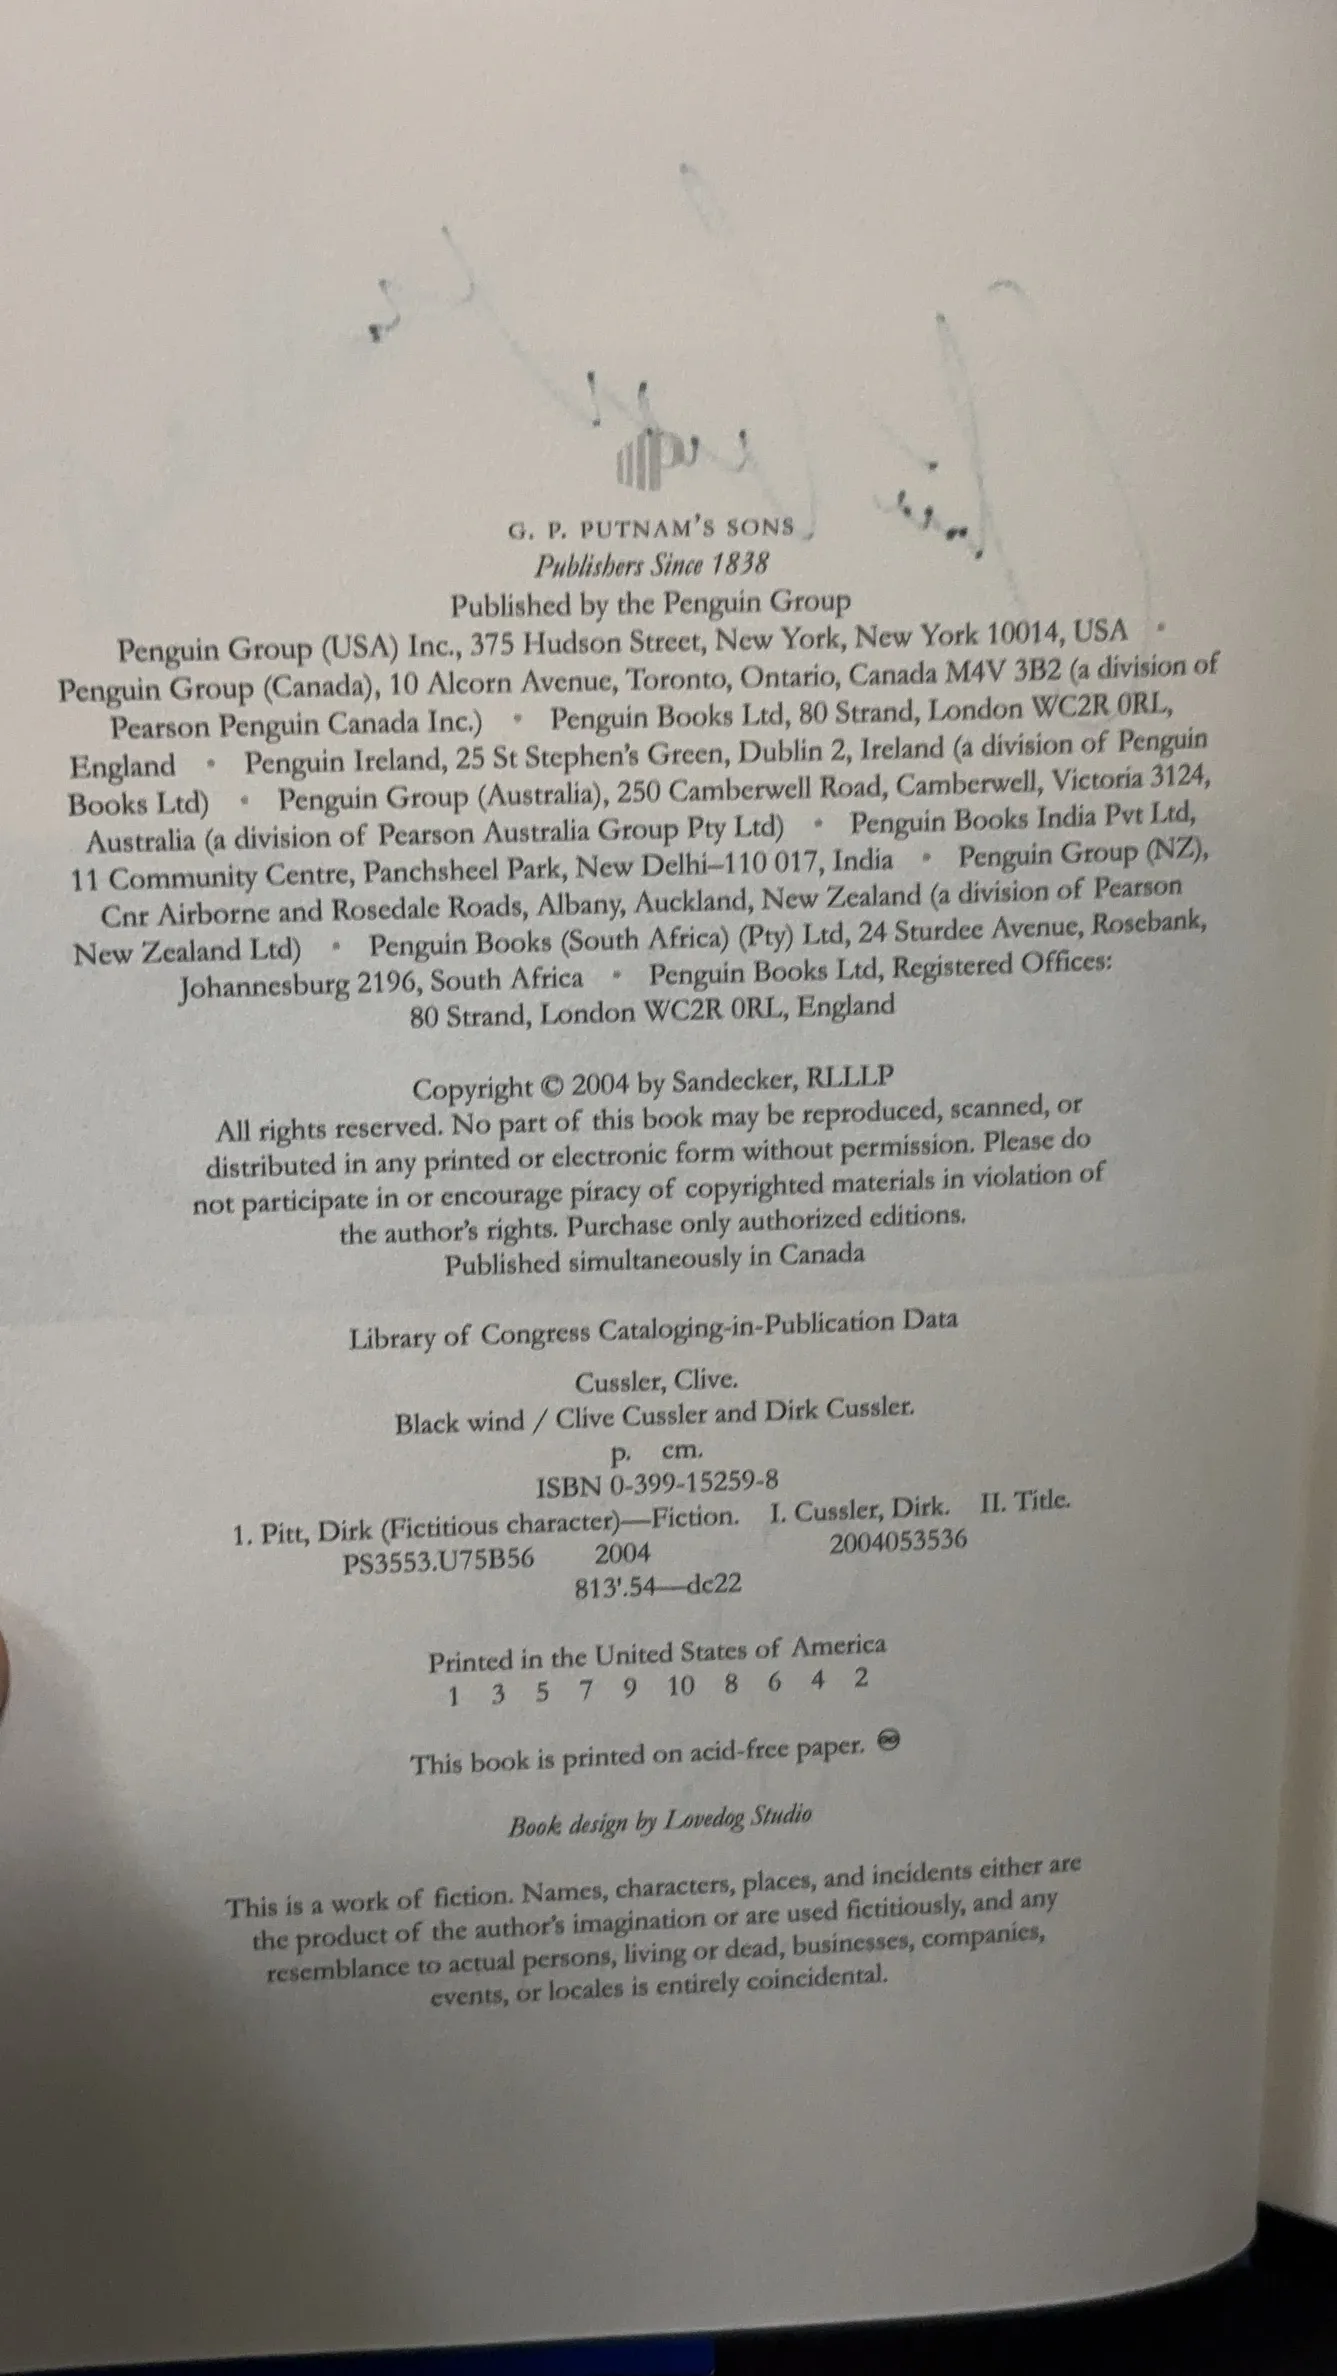 G. P. PUTNAM'S SONS
Publishers Since 1838
Published by the Penguin Group
Penguin Group (USA) Inc., 375 Hudson Street, New York, New York 10014, USA •
Penguin Group (Canada), 10 Alcorn Avenue, Toronto, Ontario, Canada M4V 3B2 (a division of
Pearson Penguin Canada Inc.) • Penguin Books Ltd, 80 Strand, London WC2R 0RL,
England • Penguin Ireland, 25 St Stephen's Green, Dublin 2, Ireland (a division of Penguin
Books Ltd) • Penguin Group (Australia), 250 Camberwell Road, Camberwell, Victoria 3124,
Australia (a division of Pearson Australia Group Pty Ltd) • Penguin Books India Pvt Ltd,
11 Community Centre, Panchsheel Park, New Delhi–110 017, India • Penguin Group (NZ),
Cnr Airborne and Rosedale Roads, Albany, Auckland, New Zealand (a division of Pearson
New Zealand Ltd) • Penguin Books (South Africa) (Pty) Ltd, 24 Sturdee Avenue, Rosebank,
Johannesburg 2196, South Africa • Penguin Books Ltd, Registered Offices:
80 Strand, London WC2R 0RL, England
Copyright © 2004 by Sandecker, RLLLP
All rights reserved. No part of this book may be reproduced, scanned, or
distributed in any printed or electronic form without permission. Please do
not participate in or encourage piracy of copyrighted materials in violation of
the author's rights. Purchase only authorized editions.
Published simultaneously in Canada
Library of Congress Cataloging-in-Publication Data
Cussler, Clive.
Black wind / Clive Cussler and Dirk Cussler.
p. cm.
ISBN 0-399-15259-8
1. Pitt, Dirk (Fictitious character)—Fiction. I. Cussler, Dirk. II. Title.
PS3553.U75B56 2004 2004053536
813'.54—dc22
Printed in the United States of America
1 3 5 7 9 10 8 6 4 2
This book is printed on acid-free paper. ♾
Book design by Lovedog Studio
This is a work of fiction. Names, characters, places, and incidents either are
the product of the author's imagination or are used fictitiously, and any
resemblance to actual persons, living or dead, businesses, companies,
events, or locales is entirely coincidental.